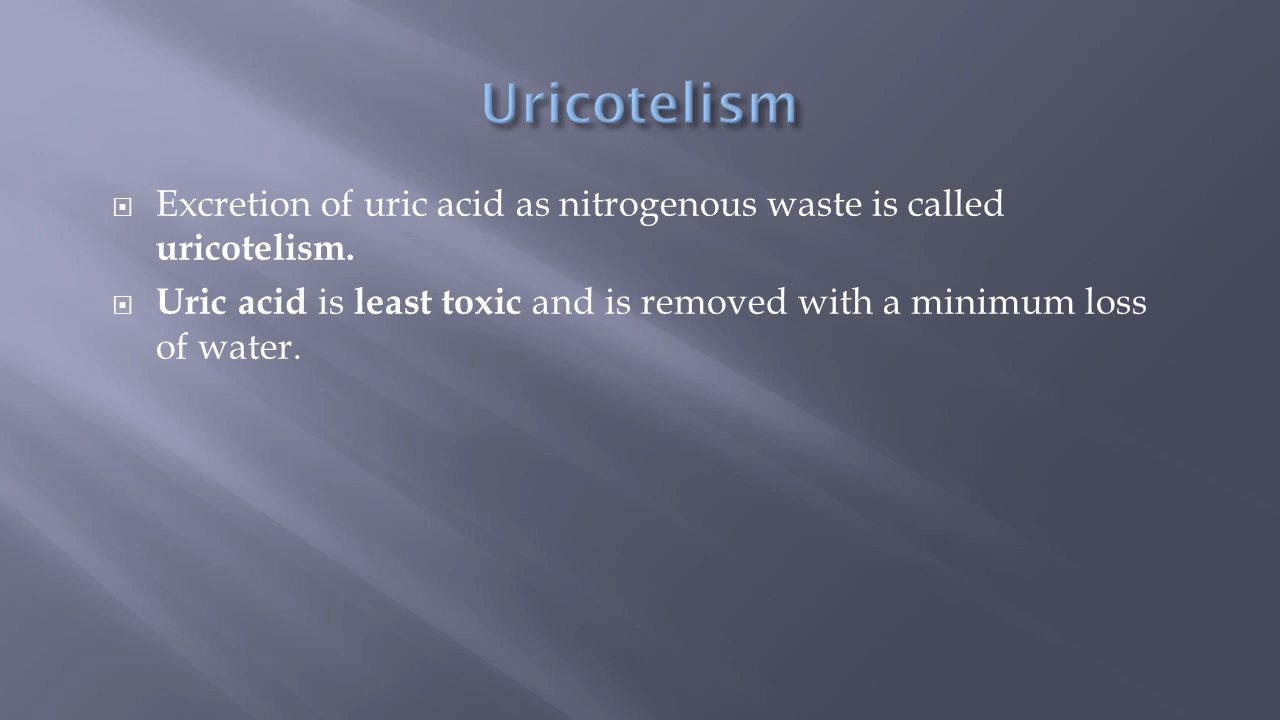 Uricotelism
Excretion of uric acid as nitrogenous waste is called
uricotelism.
Uric acid is least toxic and is removed with a minimum loss
of water.